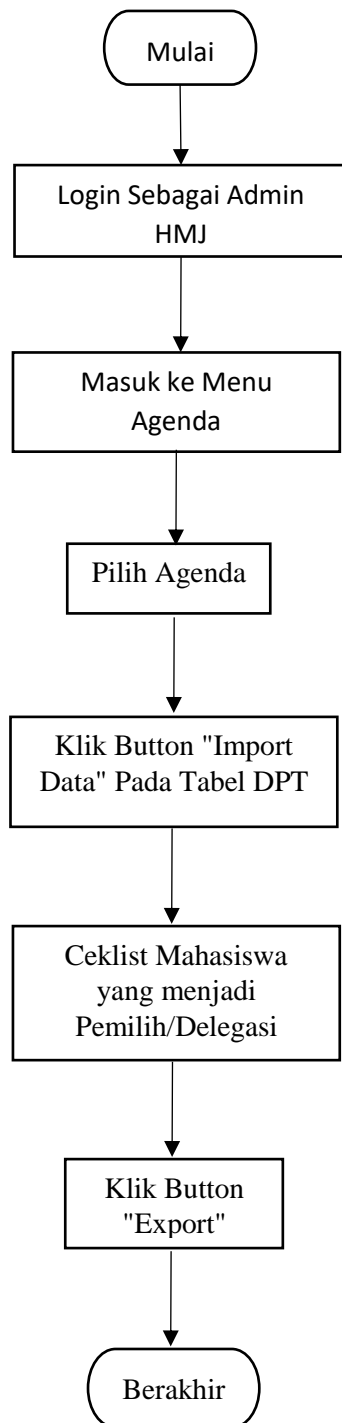 Mulai
Login Sebagai Admin
HMJ
Masuk ke Menu
Agenda
Pilih Agenda
Klik Button "Import
Data" Pada Tabel DPT
Ceklist Mahasiswa
yang menjadi
Pemilih/Delegasi
Klik Button
"Export"
Berakhir